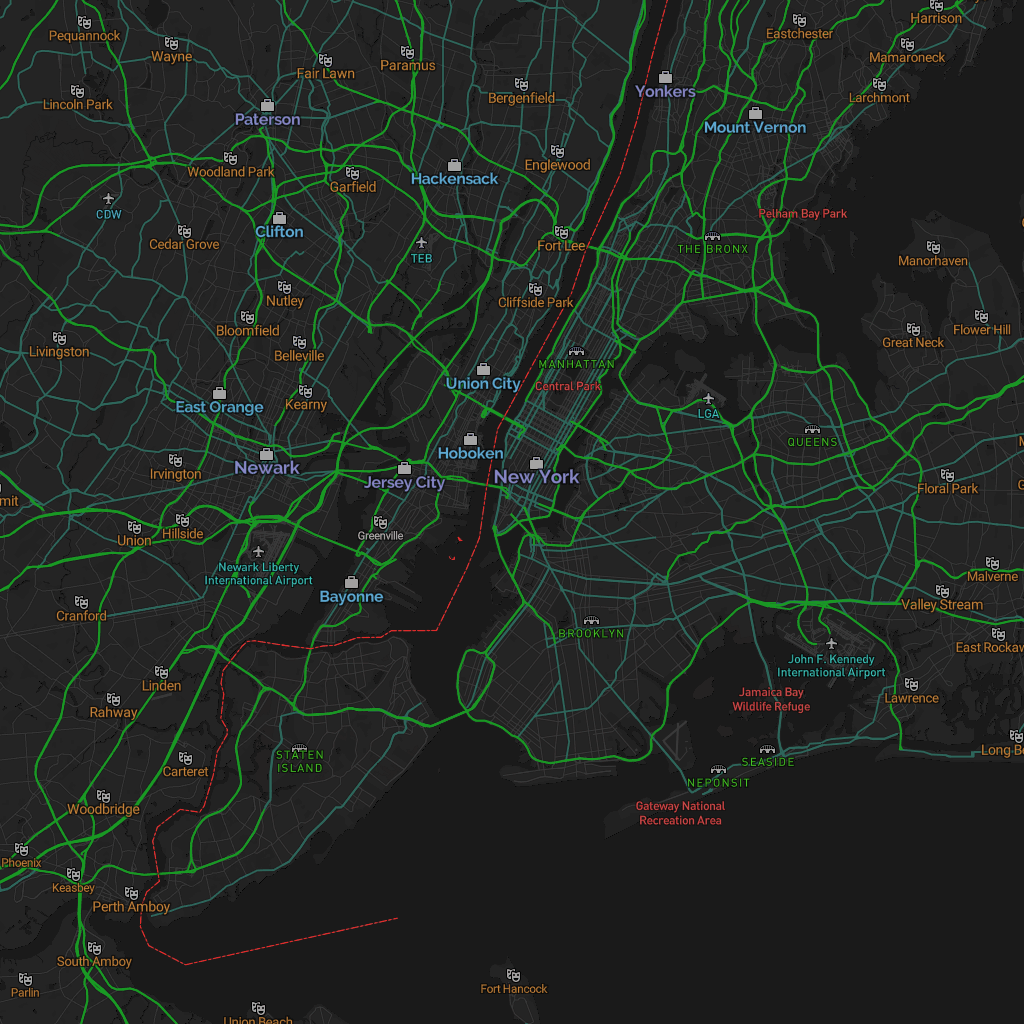 Harrison
Pequannock
Eastchester
Wayne
Mamaroneck
Paramus
Fair Lawn
Yonkers
Bergenfield
Larchmont
Lincoln Park
Paterson
Mount Vernon
Englewood
Woodland Park
Hackensack
Garfield
CDW
Pelham Bay Park
Clifton
Cedar Grove
Fort Lee
THE BRONX
TEB
Manorhaven
Nutley
Cliffside Park
Bloomfield
Flower Hill
Great Neck
Livingston
Belleville
MANHATTAN
Union City
Central Park
East Orange
Kearny
LGA
QUEENS
Hoboken
Newark
Irvington
New York
Jersey City
Floral Park
mit
Union
Hillside
Greenville
Newark Liberty
International Airport
Malverne
Bayonne
Valley Stream
Cranford
BROOKLYN
East Rockaw
John F. Kennedy
International Airport
Linden
Jamaica Bay
Wildlife Refuge
Lawrence
Rahway
Long Be
STATEN
ISLAND
SEASIDE
Carteret
NEPONSIT
Woodbridge
Gateway National
Recreation Area
Phoenix
Keasbey
Perth Amboy
South Amboy
Parlin
Fort Hancock
Union Beach